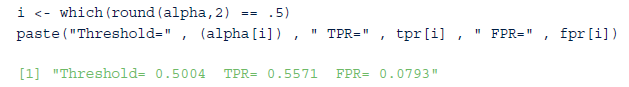 i <- which(round(alpha,2) == .5)
paste("Threshold=" , (alpha[i]) , " TPR=" , tpr[i] , " FPR=" , fpr[i])
[1] "Threshold= 0.5004  TPR= 0.5571  FPR= 0.0793"